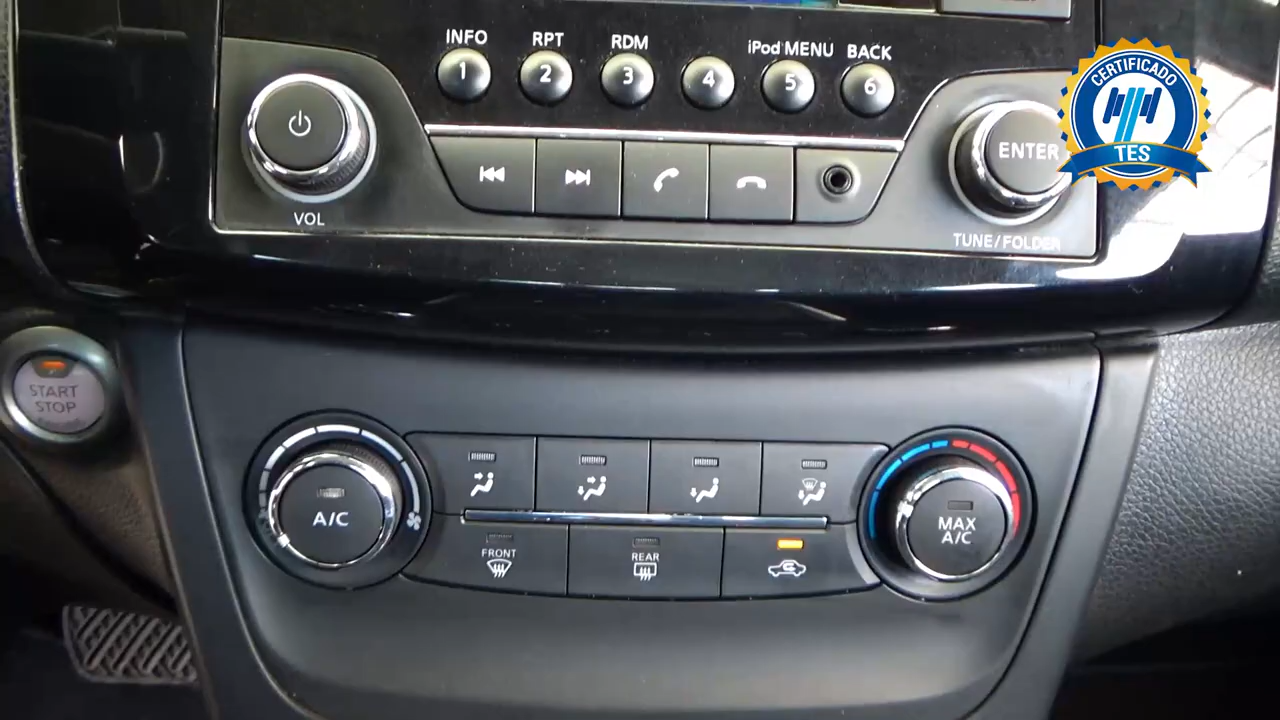 INFO RPT RDM iPod MENU BACK
1 2 3 4 5 6
CERTIFICADO
TES
ENTER
VOL
TUNE/FOLDER
START
STOP
A/C
MAX
A/C
FRONT
REAR